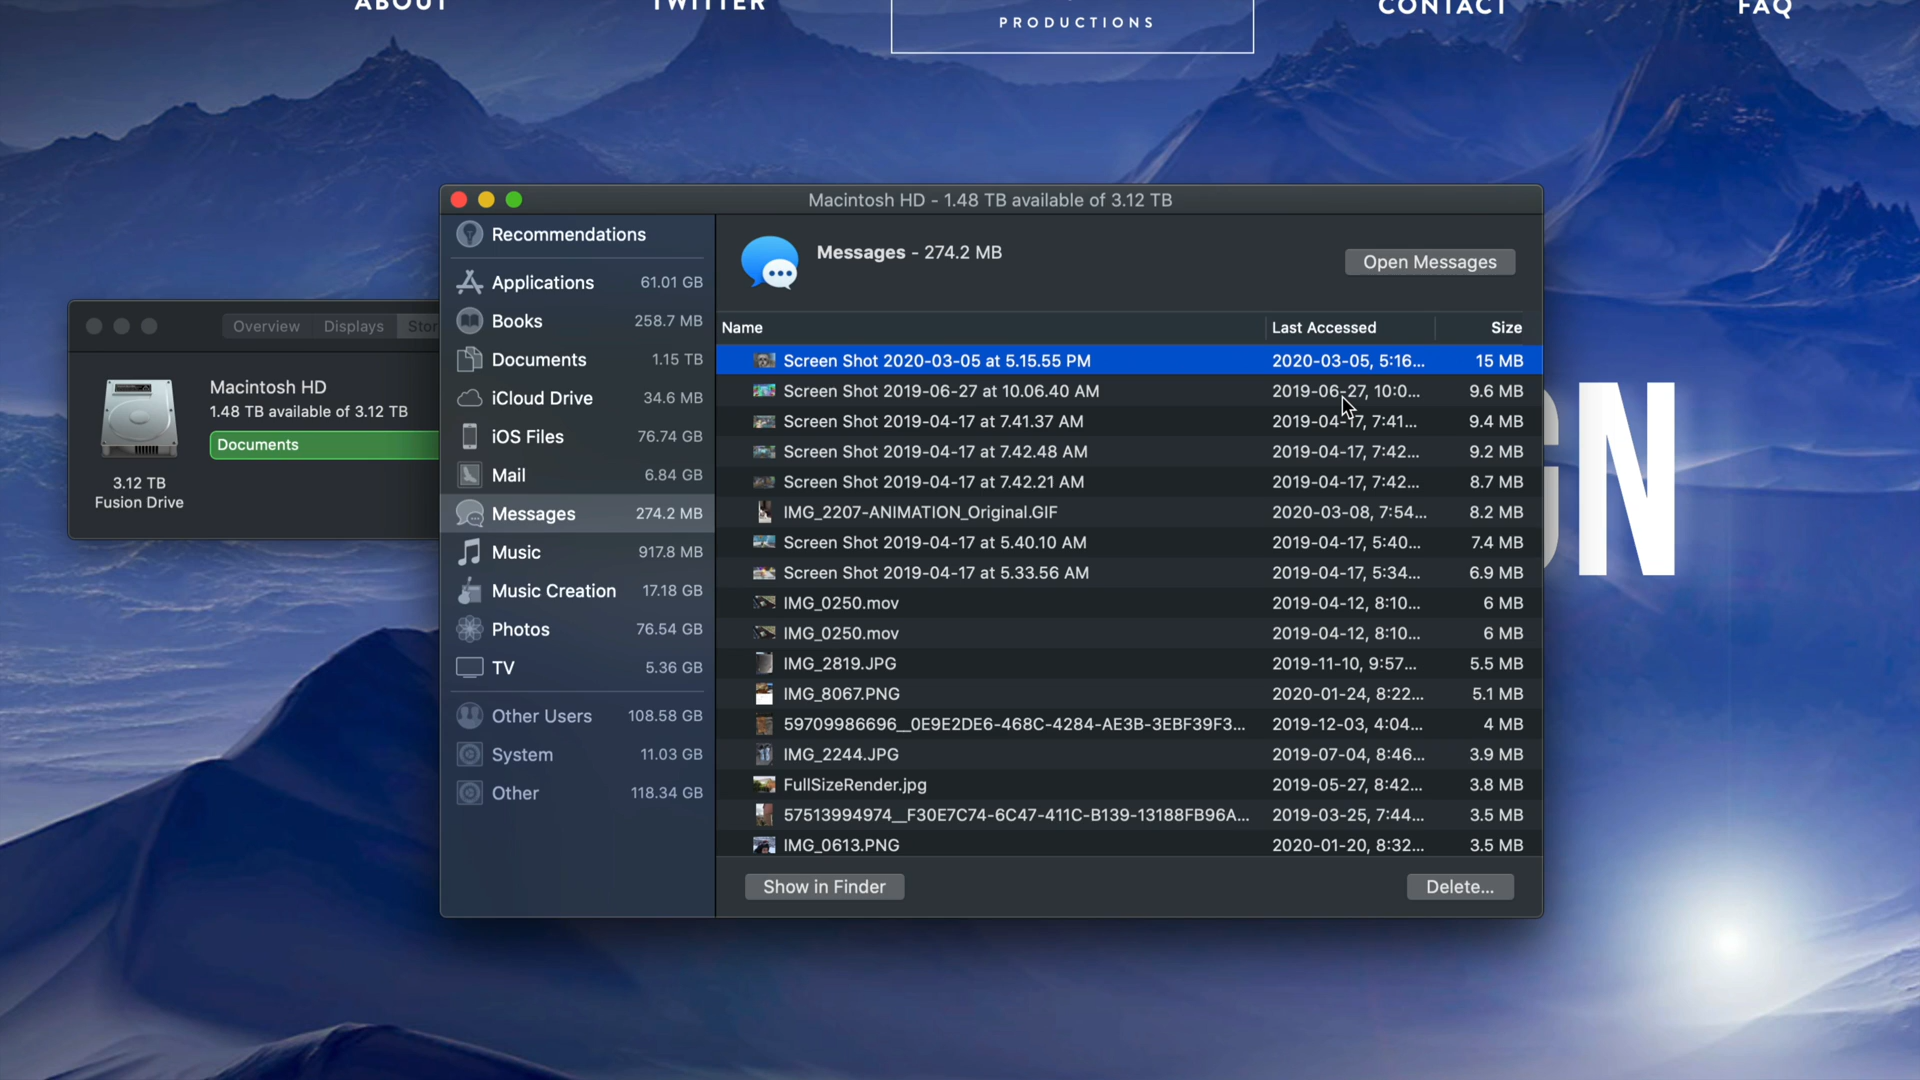 ABOUT
TWITTER
PRODUCTIONS
CONTACT
FAQ
Macintosh HD - 1.48 TB available of 3.12 TB
Recommendations
Applications 61.01 GB
Books 258.7 MB
Documents 1.15 TB
iCloud Drive 34.6 MB
iOS Files 76.74 GB
Mail 6.84 GB
Messages 274.2 MB
Music 917.8 MB
Music Creation 17.18 GB
Photos 76.54 GB
TV 5.36 GB
Other Users 108.58 GB
System 11.03 GB
Other 118.34 GB
Messages - 274.2 MB
Open Messages
Name Last Accessed Size
Screen Shot 2020-03-05 at 5.15.55 PM 2020-03-05, 5:16... 15 MB
Screen Shot 2019-06-27 at 10.06.40 AM 2019-06-27, 10:0... 9.6 MB
Screen Shot 2019-04-17 at 7.41.37 AM 2019-04-17, 7:41... 9.4 MB
Screen Shot 2019-04-17 at 7.42.48 AM 2019-04-17, 7:42... 9.2 MB
Screen Shot 2019-04-17 at 7.42.21 AM 2019-04-17, 7:42... 8.7 MB
IMG_2207-ANIMATION_Original.GIF 2020-03-08, 7:54... 8.2 MB
Screen Shot 2019-04-17 at 5.40.10 AM 2019-04-17, 5:40... 7.4 MB
Screen Shot 2019-04-17 at 5.33.56 AM 2019-04-17, 5:34... 6.9 MB
IMG_0250.mov 2019-04-12, 8:10... 6 MB
IMG_0250.mov 2019-04-12, 8:10... 6 MB
IMG_2819.JPG 2019-11-10, 9:57... 5.5 MB
IMG_8067.PNG 2020-01-24, 8:22... 5.1 MB
59709986696__0E9E2DE6-468C-4284-AE3B-3EBF39F3... 2019-12-03, 4:04... 4 MB
IMG_2244.JPG 2019-07-04, 8:46... 3.9 MB
FullSizeRender.jpg 2019-05-27, 8:42... 3.8 MB
57513994974__F30E7C74-6C47-411C-B139-13188FB96A... 2019-03-25, 7:44... 3.5 MB
IMG_0613.PNG 2020-01-20, 8:32... 3.5 MB
Show in Finder
Delete...
Overview Displays Stor
Macintosh HD
1.48 TB available of 3.12 TB
Documents
3.12 TB
Fusion Drive
N